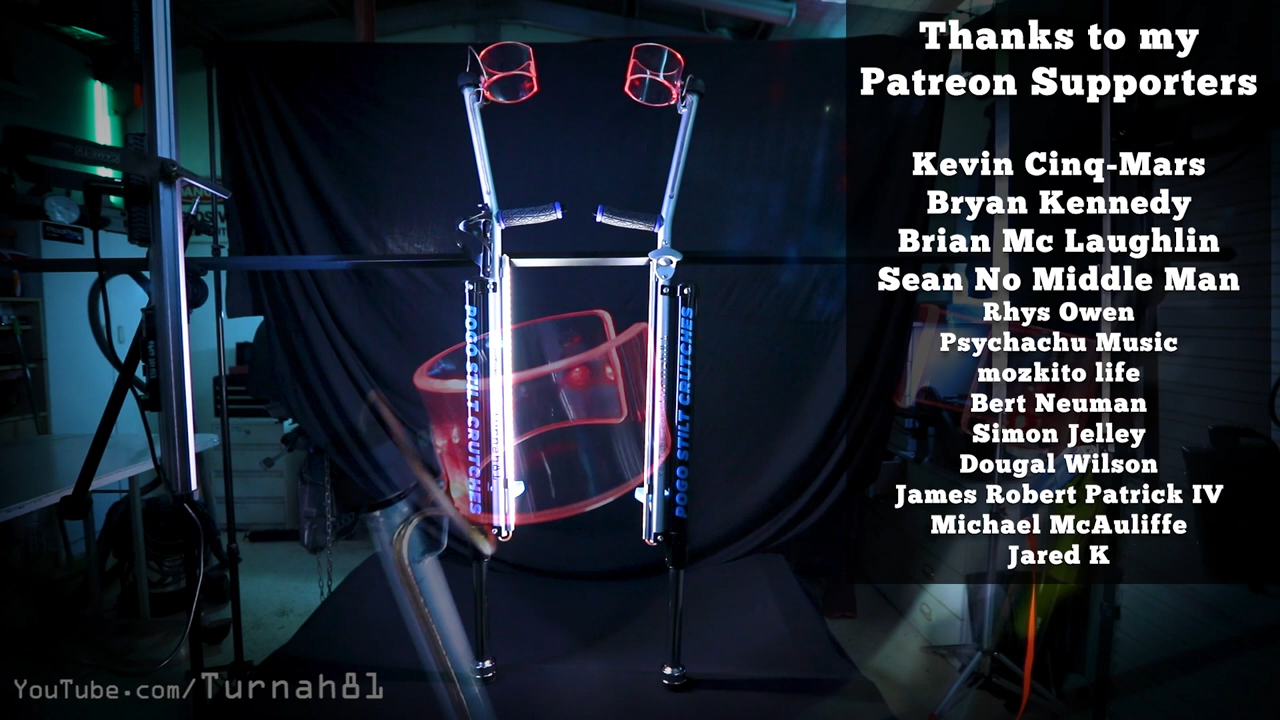 Thanks to my
Patreon Supporters
Kevin Cinq-Mars
Bryan Kennedy
Brian Mc Laughlin
Sean No Middle Man
Rhys Owen
Psychachu Music
mozkito life
Bert Neuman
Simon Jelley
Dougal Wilson
James Robert Patrick IV
Michael McAuliffe
Jared K
POGO STILT CRUTCHES
POGO STILT CRUTCHES
YouTube.com/Turnah81